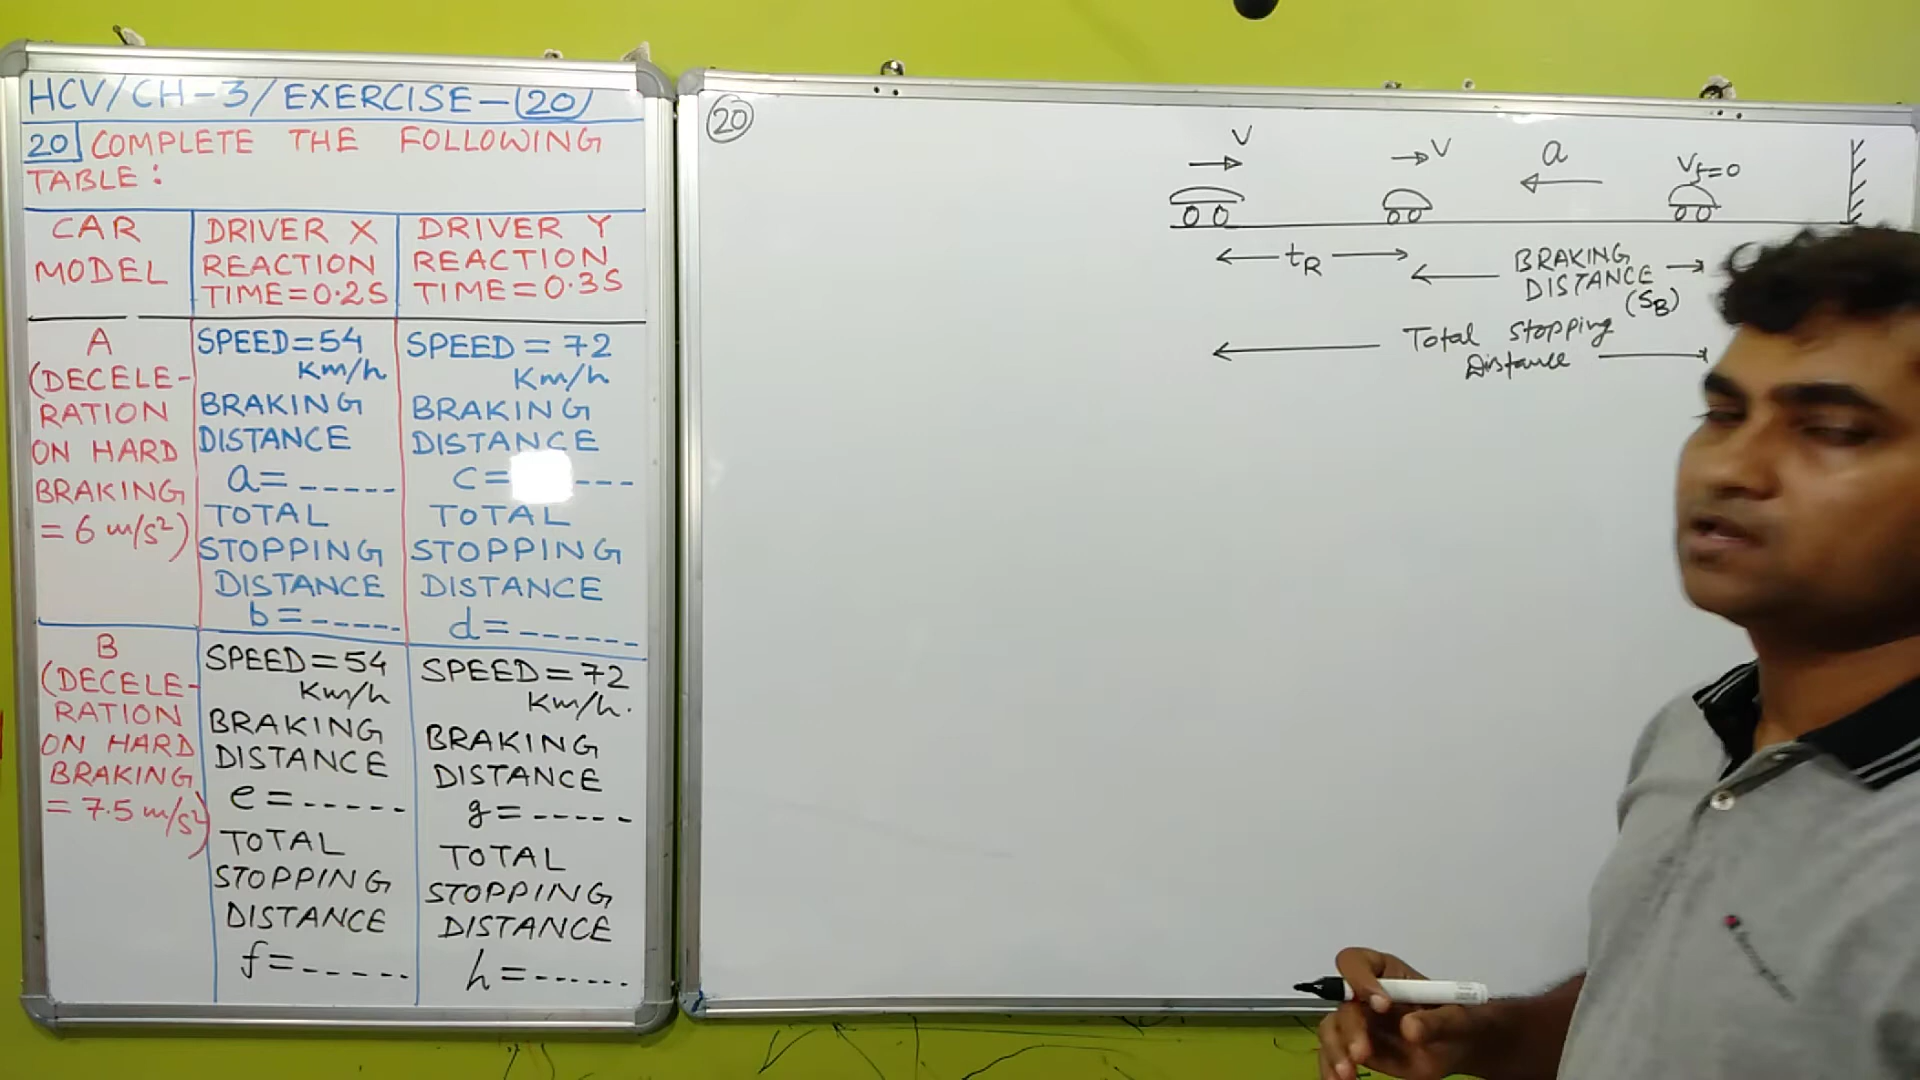 HCV/CH-3/EXERCISE-(20)
20 COMPLETE THE FOLLOWING
TABLE:
CAR
MODEL
DRIVER X
REACTION
TIME=0.2S
DRIVER Y
REACTION
TIME=0.3S
A
(DECELE-
RATION
ON HARD
BRAKING
= 6 m/s²)
SPEED=54
Km/h
BRAKING
DISTANCE
a=-----
TOTAL
STOPPING
DISTANCE
b=-----
SPEED=72
Km/h
BRAKING
DISTANCE
c= ---
TOTAL
STOPPING
DISTANCE
d=------
B
(DECELE-
RATION
ON HARD
BRAKING
= 7.5 m/s²)
SPEED=54
Km/h
BRAKING
DISTANCE
e=-----
TOTAL
STOPPING
DISTANCE
f=-----
SPEED=72
Km/h.
BRAKING
DISTANCE
g=-----
TOTAL
STOPPING
DISTANCE
h=------
20
V
V
a
Vf=0
tR
BRAKING
DISTANCE
(SB)
Total Stopping
Distance